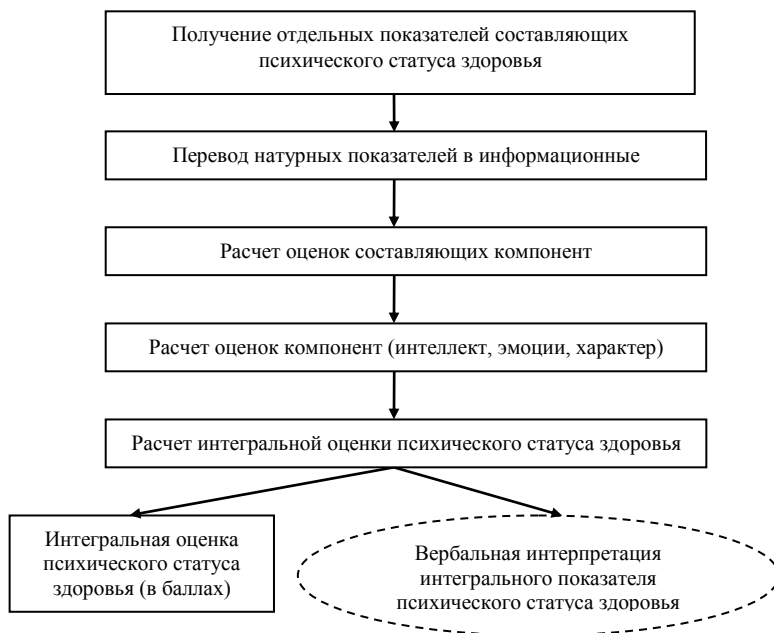 Получение отдельных показателей составляющих
психического статуса здоровья
Перевод натурных показателей в информационные
Расчет оценок составляющих компонент
Расчет оценок компонент (интеллект, эмоции, характер)
Расчет интегральной оценки психического статуса здоровья
Интегральная оценка
психического статуса
здоровья (в баллах)
Вербальная интерпретация
интегрального показателя
психического статуса здоровья